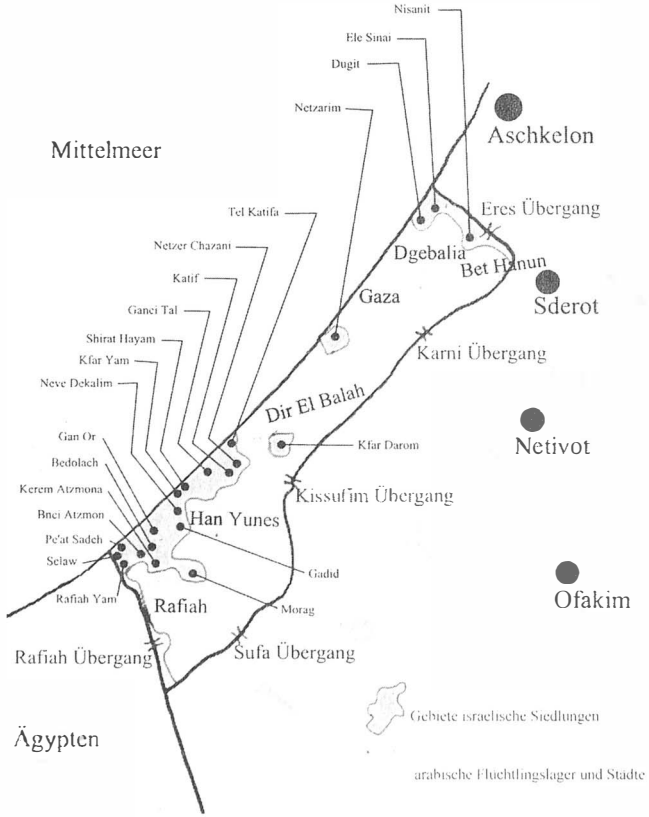 Nisanit
Ele Sinai
Dugit
Netzarim
Aschkelon
Mittelmeer
Tel Katifa
Eres Übergang
Netzer Chazani
Dgebalia
Bet Hanun
Katif
Gaza
Sderot
Ganei Tal
Shirat Hayam
Karni Übergang
Kfar Yam
Neve Dekalim
Dir El Balah
Netivot
Gan Or
Kfar Darom
Bedolach
Kissufim Übergang
Kerem Atzmona
Han Yunes
Bnei Atzmon
Pe'at Sadeh
Selaw
Gadid
Ofakim
Rafiah Yam
Rafiah
Morag
Rafiah Übergang
Sufa Übergang
Gebiete israelische Siedlungen
Ägypten
arabische Fluchtlingslager und Stadte